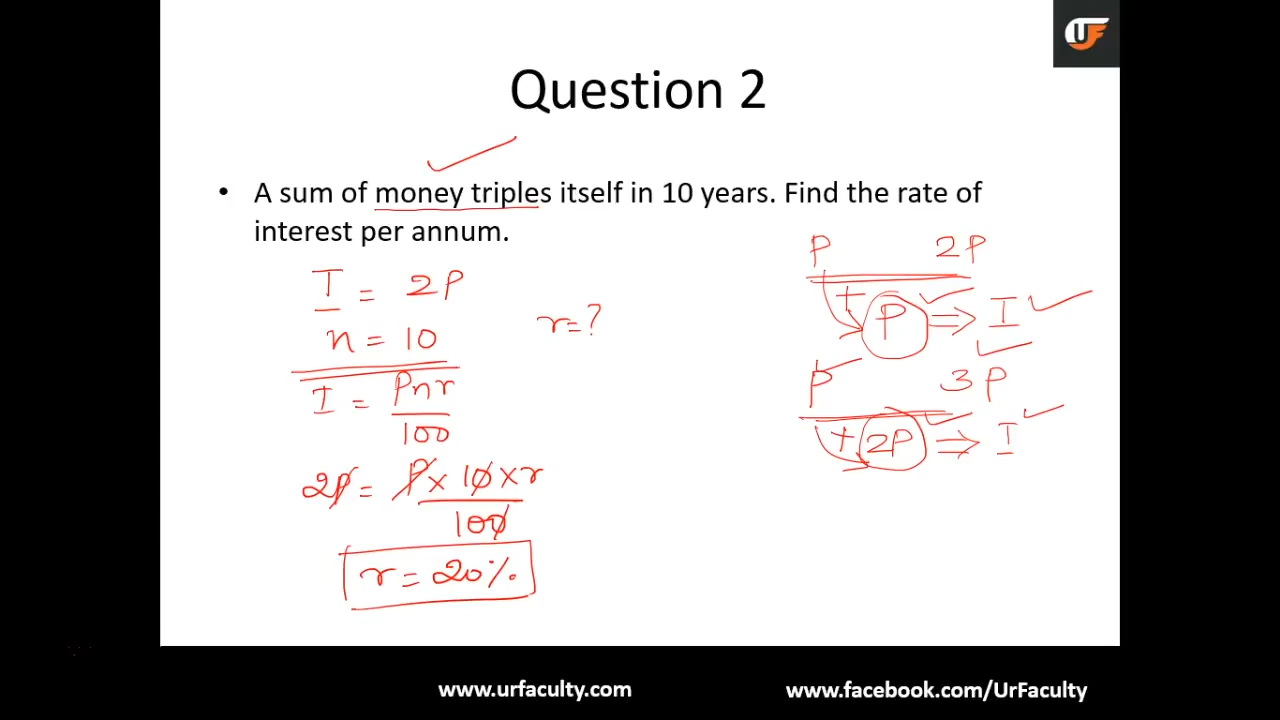 UF
Question 2
• A sum of money triples itself in 10 years. Find the rate of
interest per annum.
I = 2P
n = 10
r = ?
I = Pnr
100
2P = P × 10 × r
100
r = 20%
P 2P
+ P ⇒ I
P 3P
+ 2P ⇒ I
www.urfaculty.com
www.facebook.com/UrFaculty